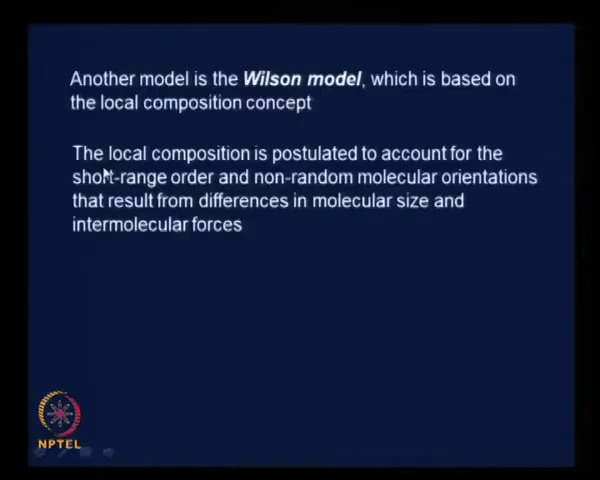 Another model is the Wilson model, which is based on
the local composition concept
The local composition is postulated to account for the
short-range order and non-random molecular orientations
that result from differences in molecular size and
intermolecular forces
NPTEL